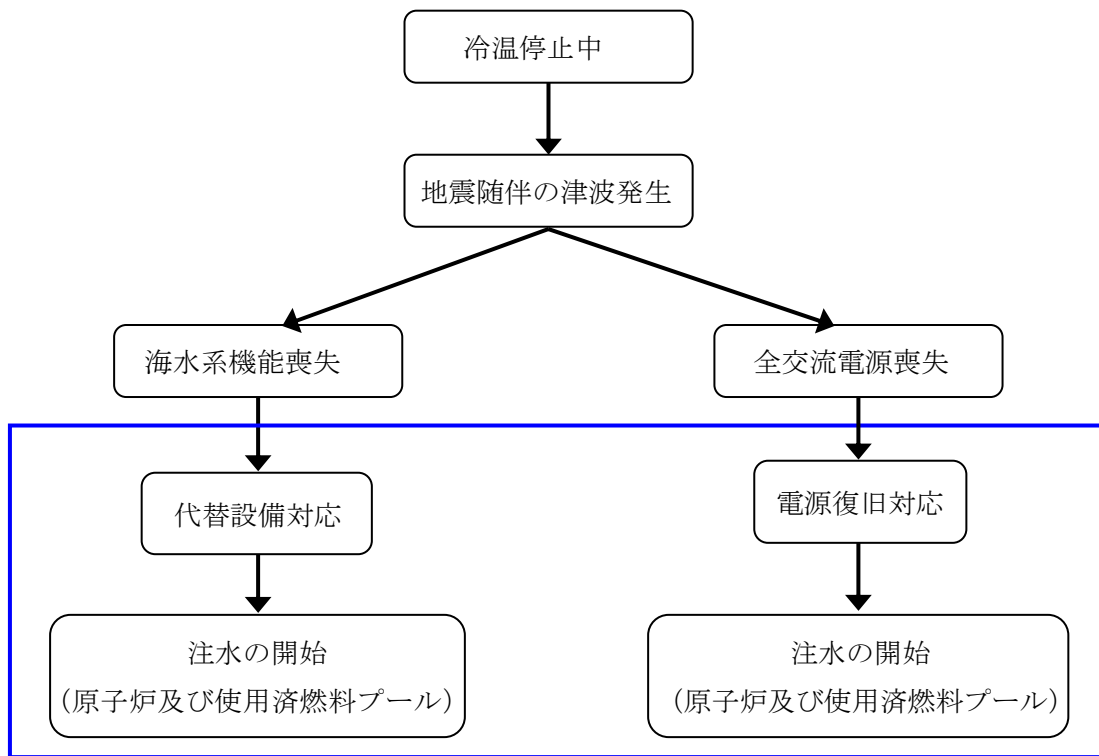 冷温停止中
地震随伴の津波発生
海水系機能喪失
全交流電源喪失
代替設備対応
電源復旧対応
注水の開始
(原子炉及び使用済燃料プール)
注水の開始
(原子炉及び使用済燃料プール)